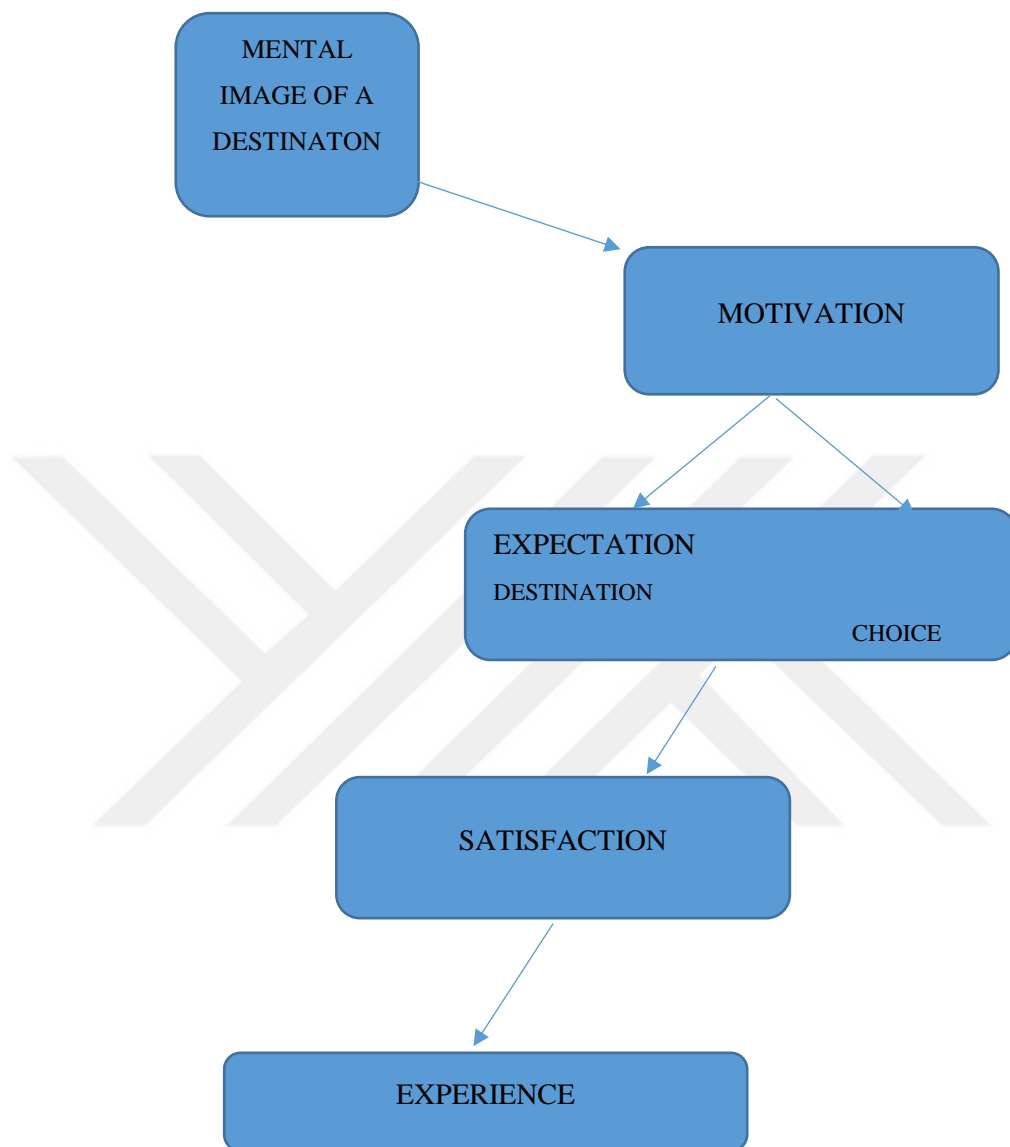 MENTAL
IMAGE OF A
DESTINATON
MOTIVATION
EXPECTATION
DESTINATION
CHOICE
SATISFACTION
EXPERIENCE